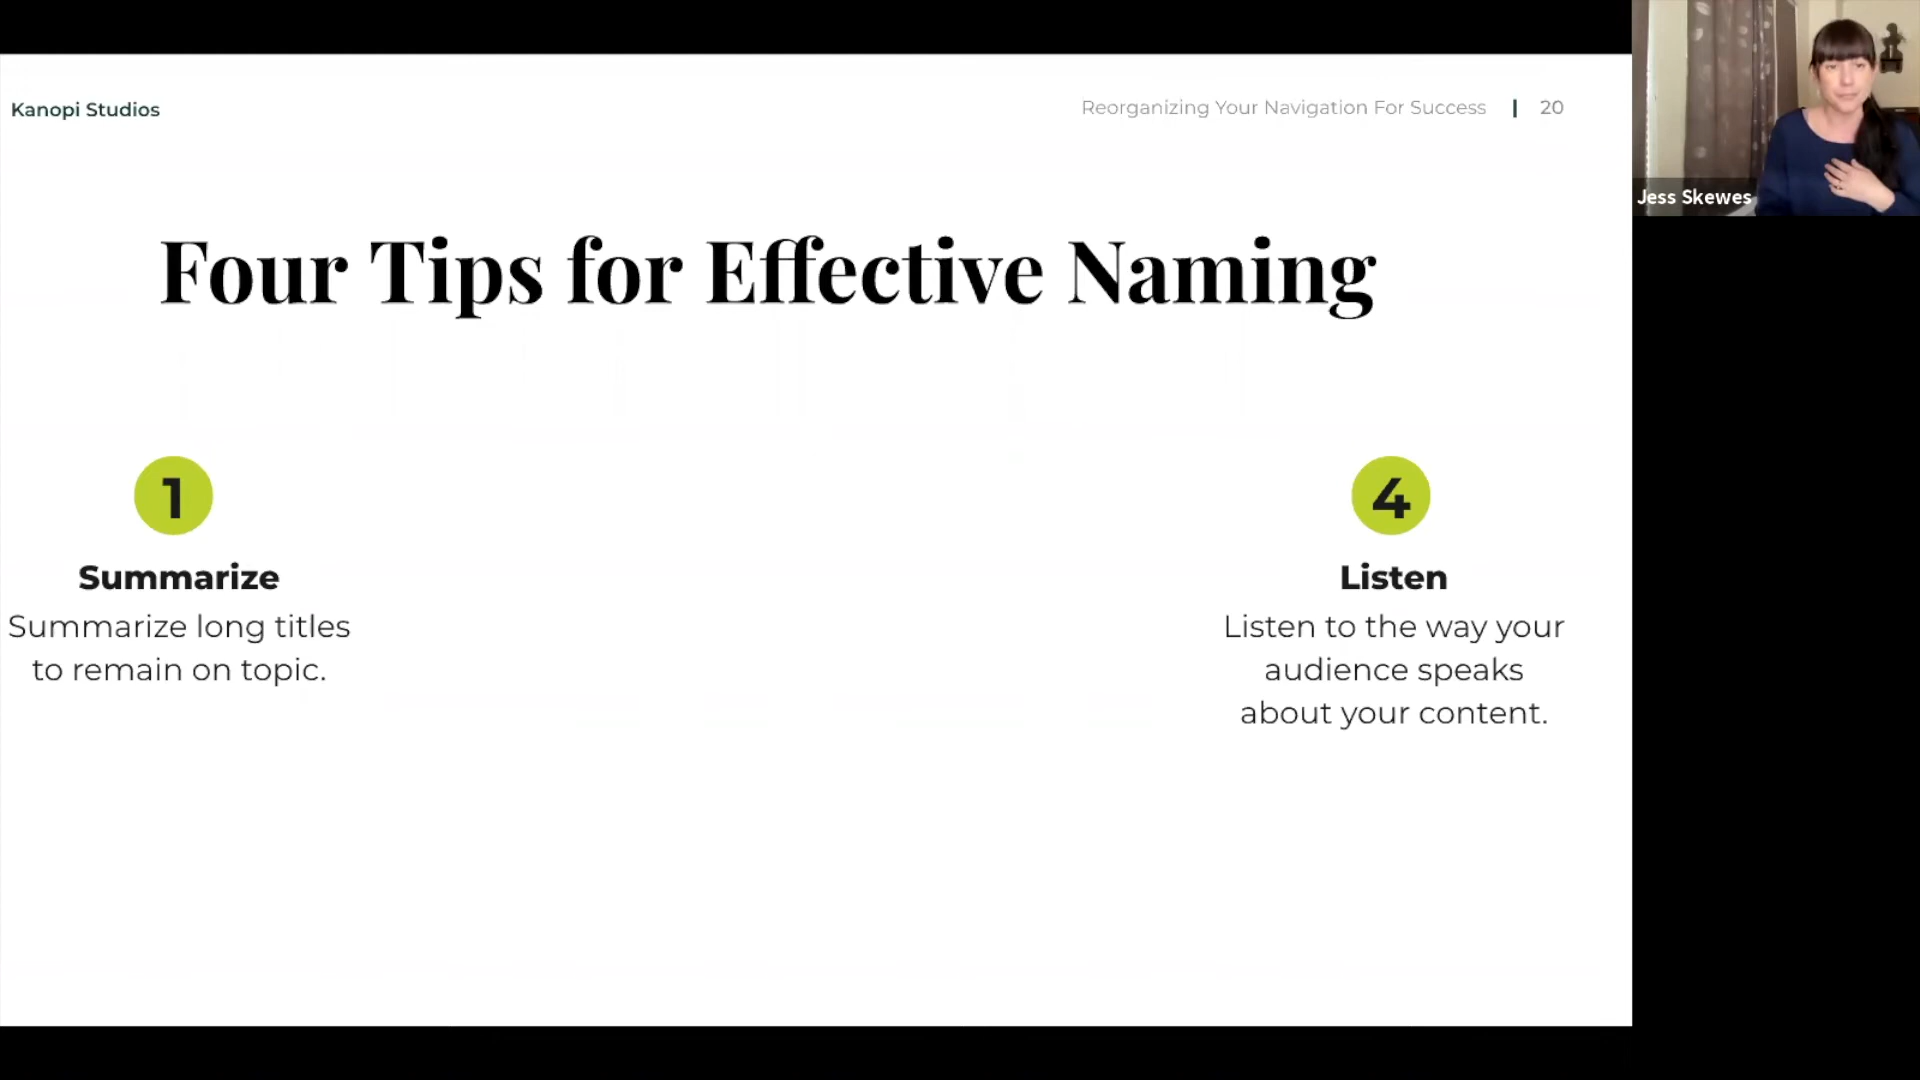 Kanopi Studios
Reorganizing Your Navigation For Success | 20
Jess Skewes
Four Tips for Effective Naming
1
Summarize
Summarize long titles
to remain on topic.
4
Listen
Listen to the way your
audience speaks
about your content.